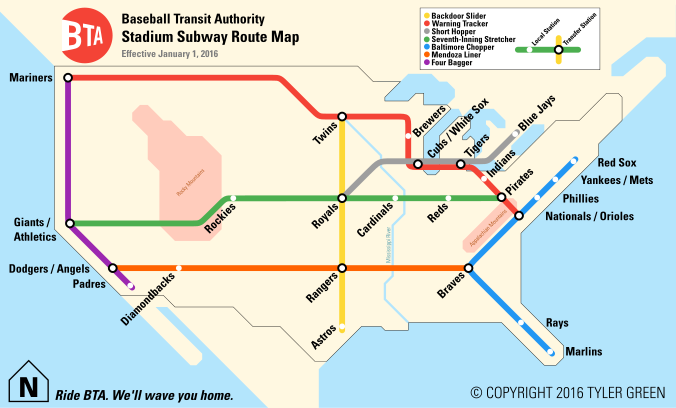 BTA
Baseball Transit Authority
Stadium Subway Route Map
Effective January 1, 2016
Backdoor Slider
Warning Tracker
Short Hopper
Seventh-Inning Stretcher
Baltimore Chopper
Mendoza Liner
Four Bagger
Local Station
Transfer Station
Mariners
Twins
Brewers
Cubs / White Sox
Tigers
Blue Jays
Indians
Pirates
Red Sox
Yankees / Mets
Phillies
Nationals / Orioles
Rocky Mountains
Rockies
Royals
Cardinals
Reds
Appalachian Mountains
Mississippi River
Giants /
Athletics
Dodgers / Angels
Padres
Diamondbacks
Rangers
Braves
Astros
Rays
Marlins
N
Ride BTA. We'll wave you home.
© COPYRIGHT 2016 TYLER GREEN